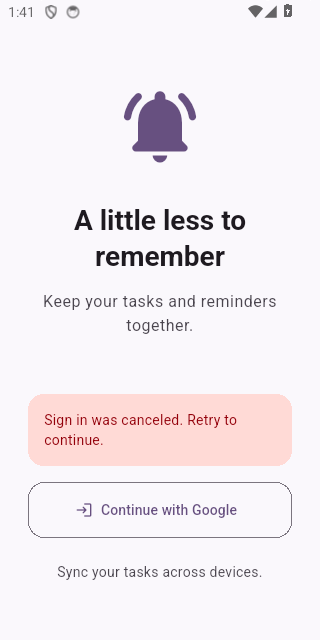 1:41
A little less to
remember
Keep your tasks and reminders
together.
Sign in was canceled. Retry to
continue.
Continue with Google
Sync your tasks across devices.